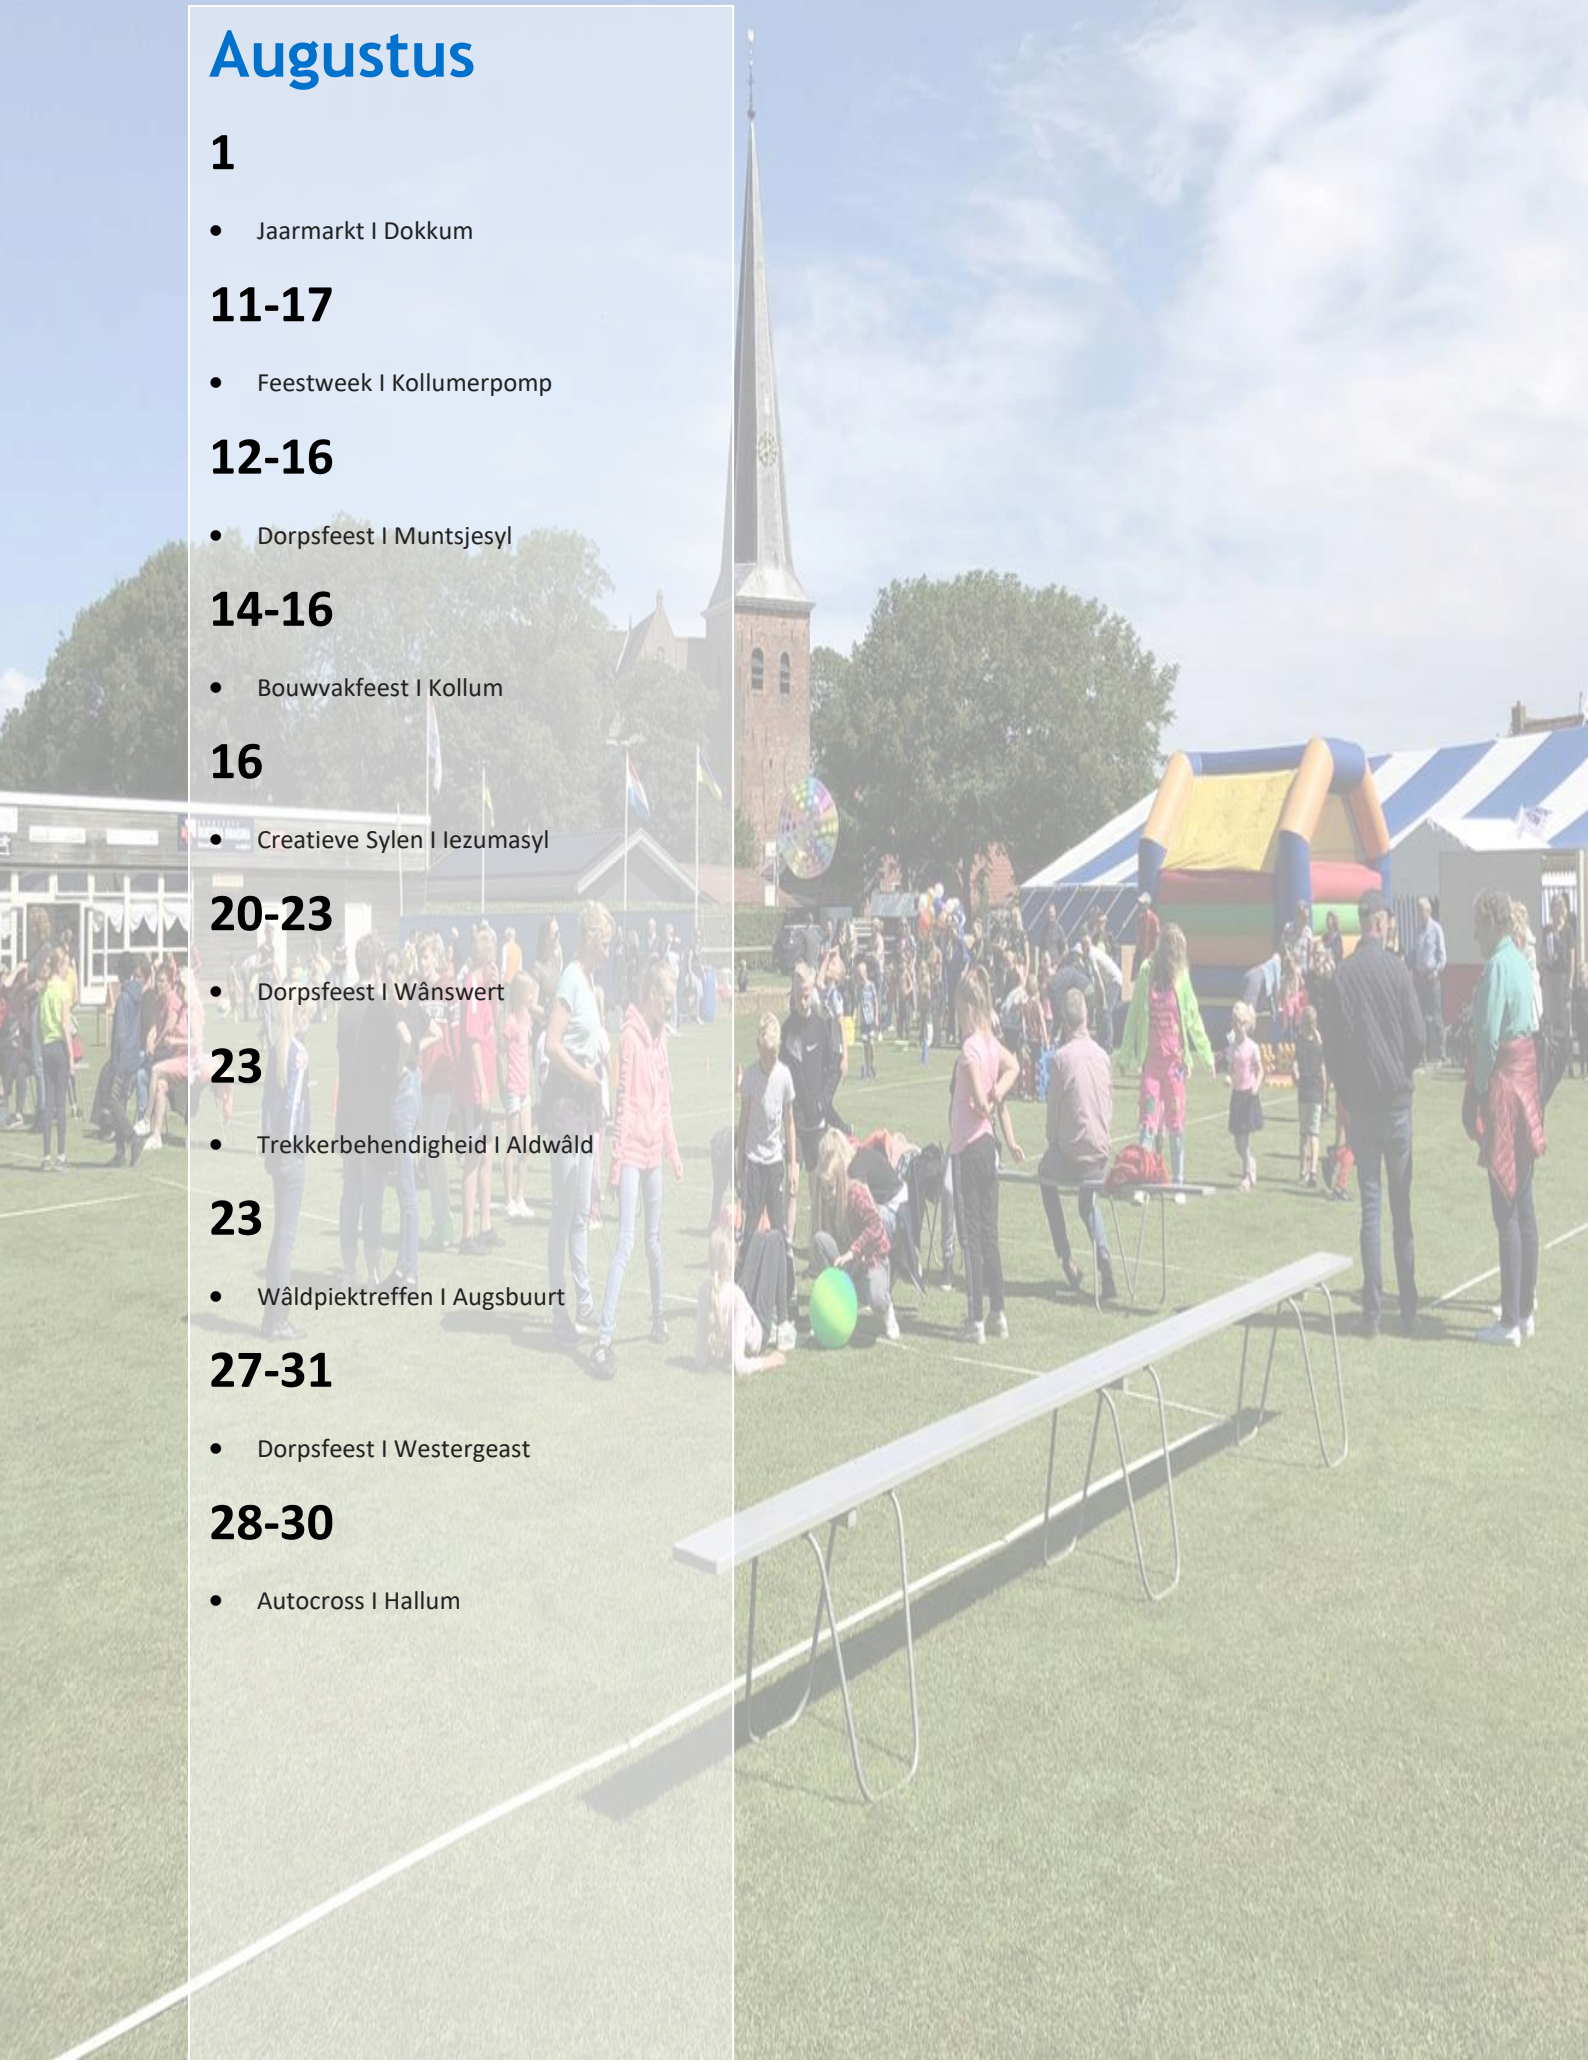 Augustus
1
• Jaarmarkt I Dokkum
11-17
• Feestweek I Kollumerpomp
12-16
• Dorpsfeest I Muntsjesyl
14-16
• Bouwvakfeest I Kollum
16
• Creatieve Sylen I Iezumasyl
20-23
• Dorpsfeest I Wânswert
23
• Trekkerbehendigheid I Aldwâld
23
• Wâldpiektreffen I Augsbuurt
27-31
• Dorpsfeest I Westergeast
28-30
• Autocross I Hallum